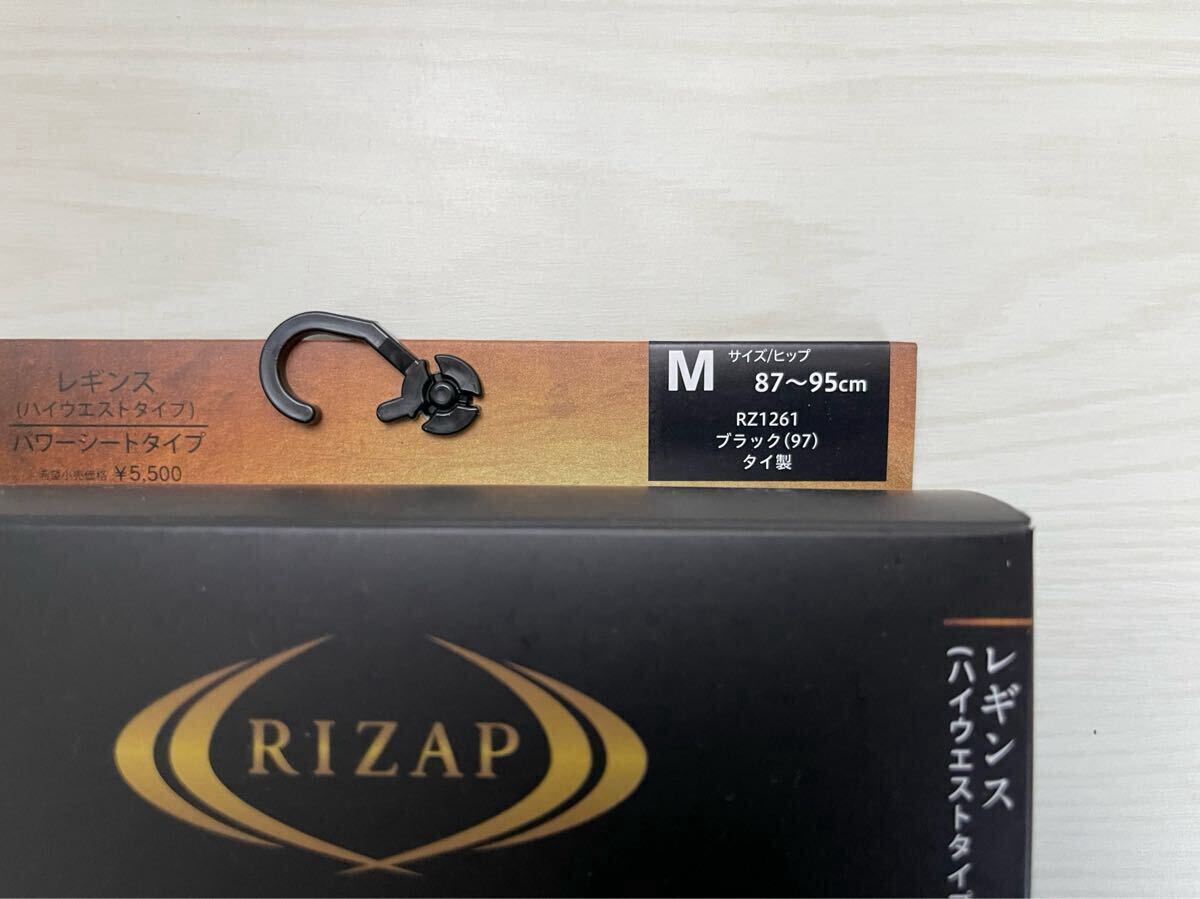 レギンス
(ハイウエストタイプ)
パワーシートタイプ
希望小売価格 ¥5,500
M サイズ/ヒップ
87〜95cm
RZ1261
ブラック(97)
タイ製
RIZAP
レギンス
(ハイウエストタイプ